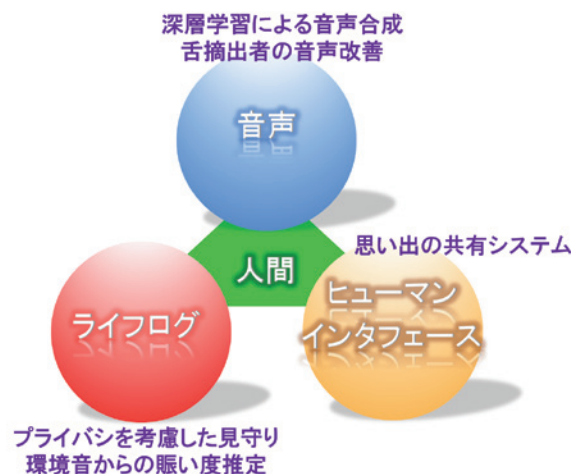 深層学習による音声合成
舌摘出者の音声改善
音声
人間
思い出の共有システム
ヒューマン
インタフェース
ライフログ
プライバシを考慮した見守り
環境音からの賑い度推定